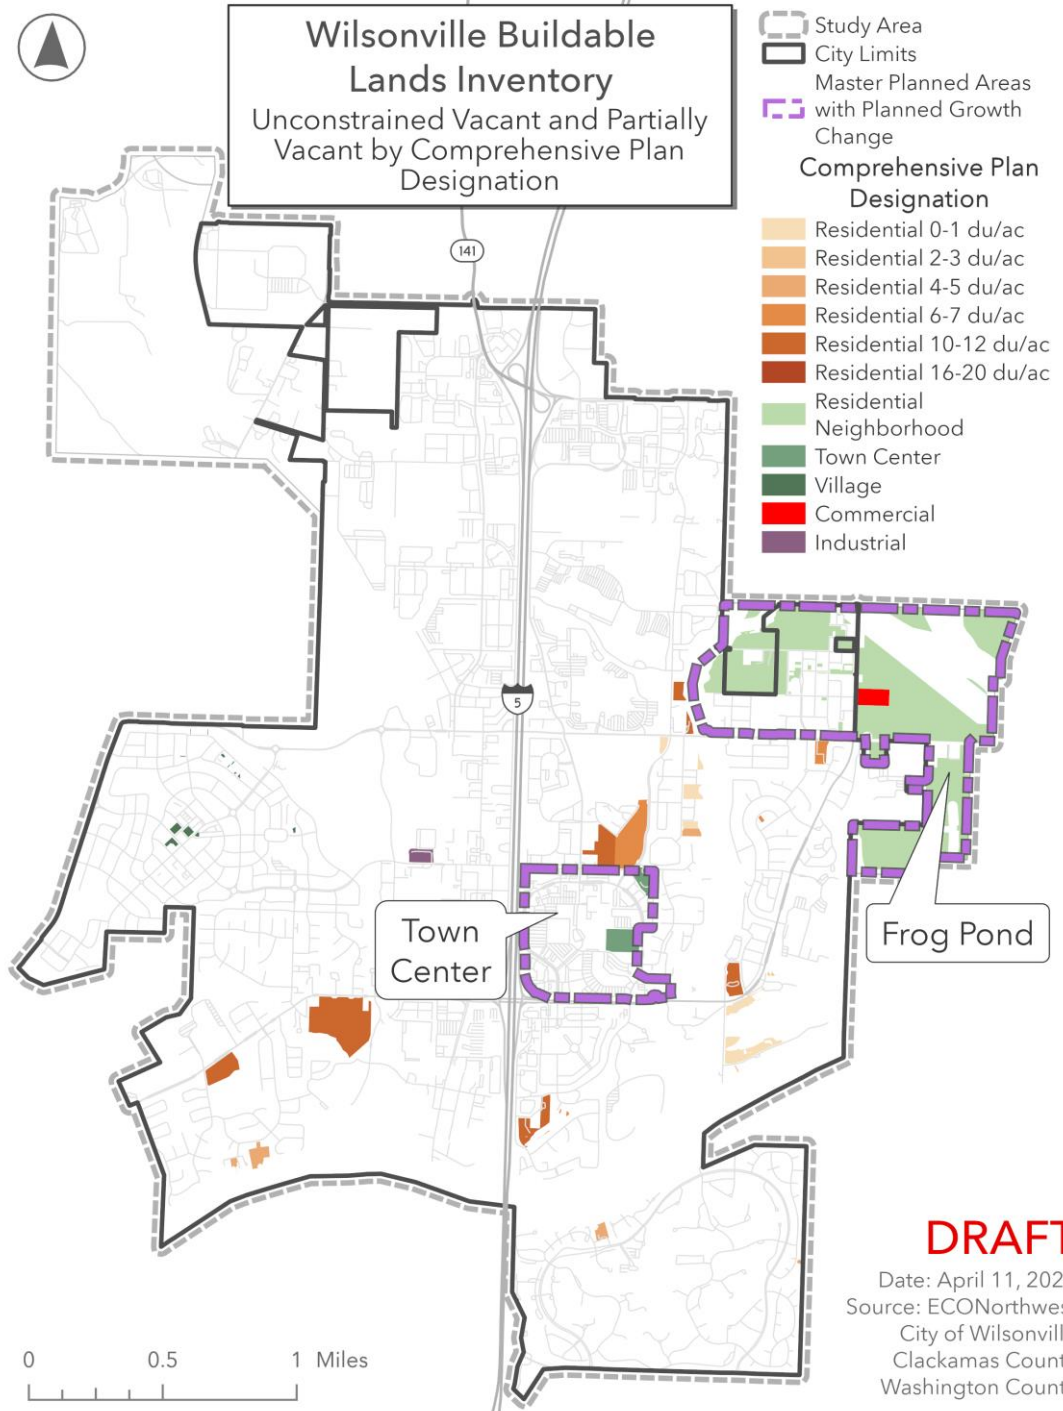 Wilsonville Buildable
Lands Inventory
Unconstrained Vacant and Partially
Vacant by Comprehensive Plan
Designation
Study Area
City Limits
Master Planned Areas
with Planned Growth
Change
Comprehensive Plan
Designation
Residential 0-1 du/ac
Residential 2-3 du/ac
Residential 4-5 du/ac
Residential 6-7 du/ac
Residential 10-12 du/ac
Residential 16-20 du/ac
Residential
Neighborhood
Town Center
Village
Commercial
Industrial
141
5
Town
Center
Frog Pond
DRAFT
Date: April 11, 202
Source: ECONorthwes
City of Wilsonvill
Clackamas Count
Washington Count
0 0.5 1 Miles